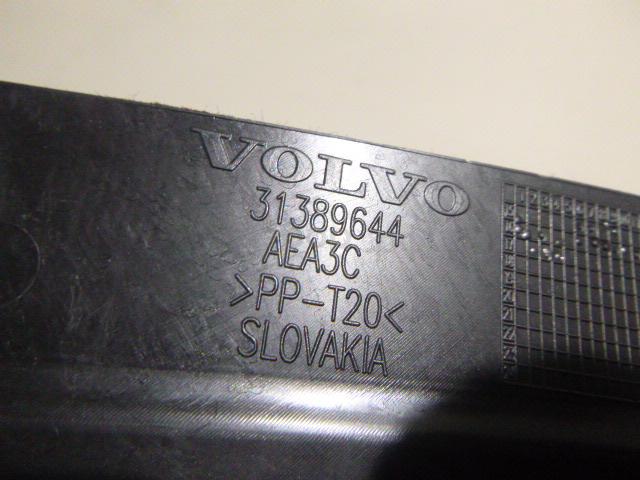 VOLVO
31389644
AEA3C
>PP-T20<
SLOVAKIA